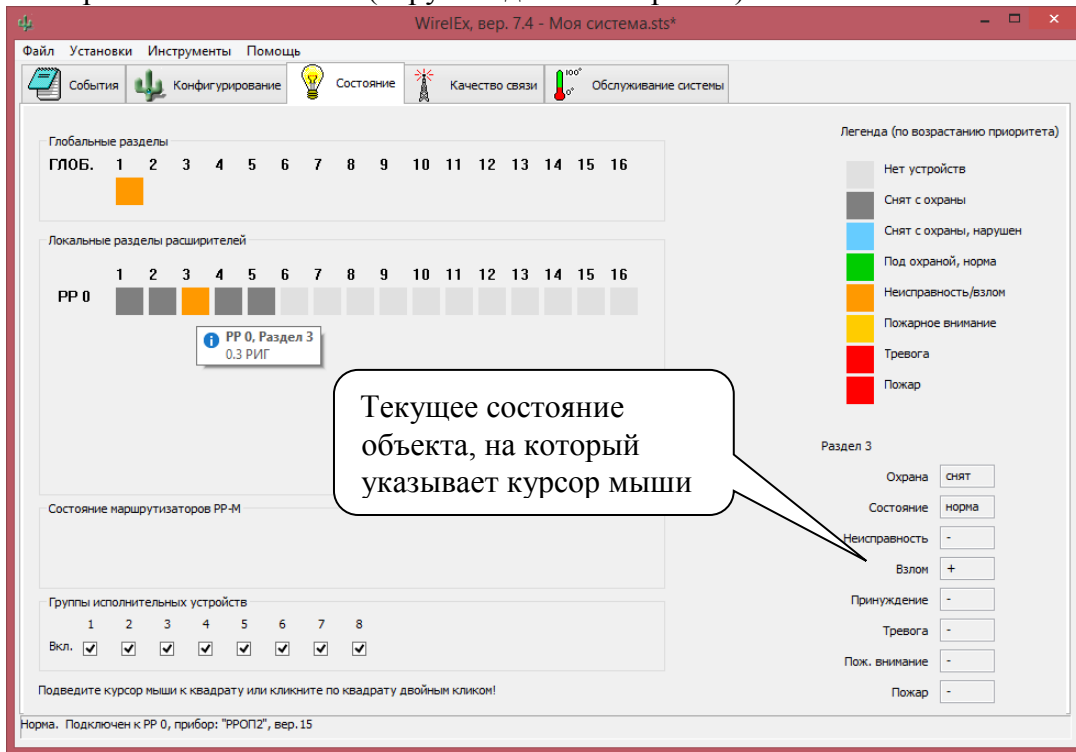 WirelEx, вер. 7.4 - Моя система.sts*
Файл Установки Инструменты Помощь
События Конфигурирование Состояние Качество связи 100° 0° Обслуживание системы
Глобальные разделы
ГЛОБ. 1 2 3 4 5 6 7 8 9 10 11 12 13 14 15 16
Локальные разделы расширителей
1 2 3 4 5 6 7 8 9 10 11 12 13 14 15 16
РР 0
РР 0, Раздел 3
0.3 РИГ
Текущее состояние
объекта, на который
указывает курсор мыши
Состояние маршрутизаторов РР-М
Группы исполнительных устройств
1 2 3 4 5 6 7 8
Вкл.
Подведите курсор мыши к квадрату или кликните по квадрату двойным кликом!
Легенда (по возрастанию приоритета)
Нет устройств
Снят с охраны
Снят с охраны, нарушен
Под охраной, норма
Неисправность/взлом
Пожарное внимание
Тревога
Пожар
Раздел 3
Охрана снят
Состояние норма
Неисправность -
Взлом +
Принуждение -
Тревога -
Пож. внимание -
Пожар -
Норма. Подключен к РР 0, прибор: "РРОП2", вер.15